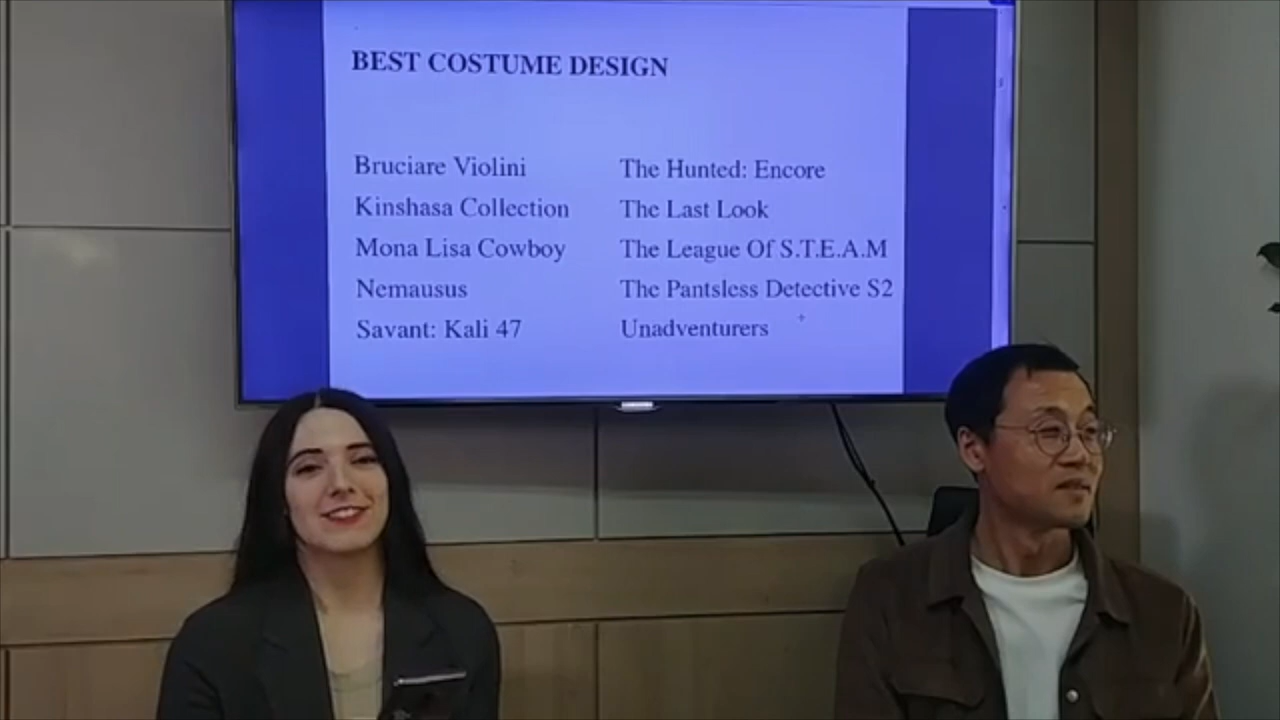 BEST COSTUME DESIGN
Bruciare Violini
Kinshasa Collection
Mona Lisa Cowboy
Nemausus
Savant: Kali 47
The Hunted: Encore
The Last Look
The League Of S.T.E.A.M
The Pantsless Detective S2
Unadventurers